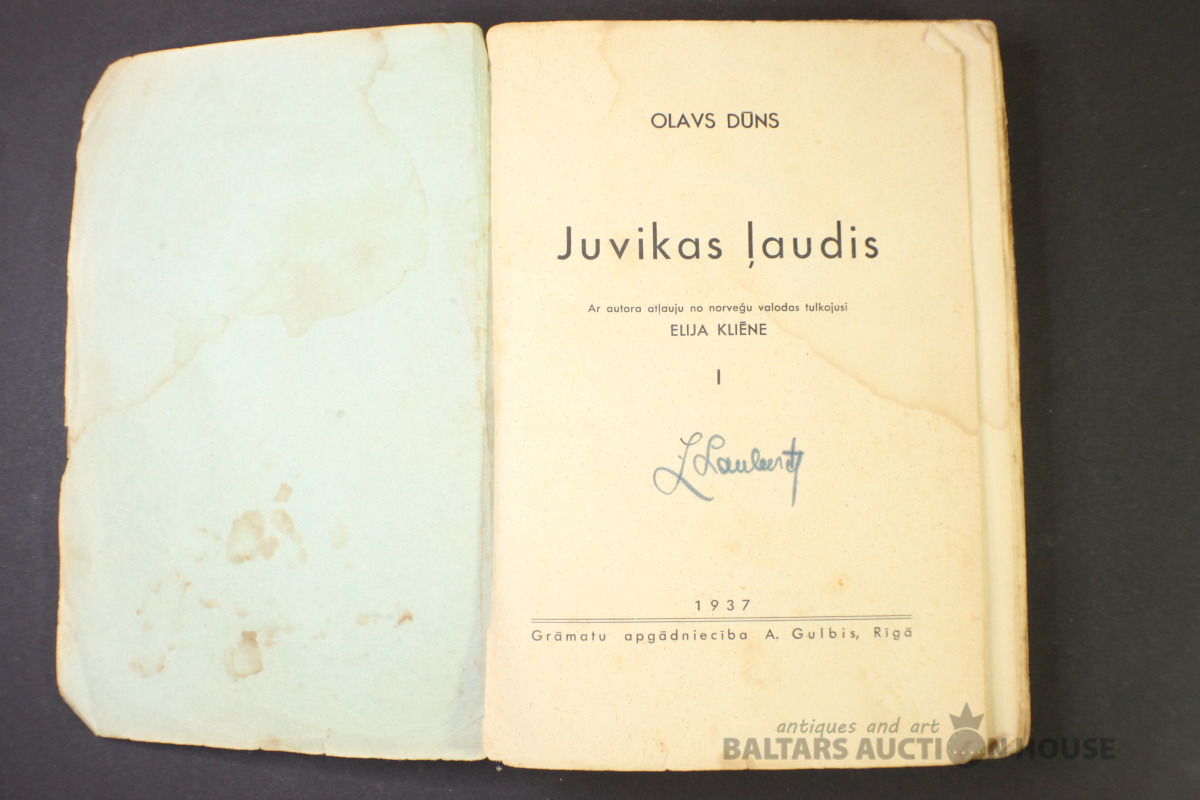 OLAVS DŪNS
Juvikas ļaudis
Ar autora atļauju no norveģu valodas tulkojusi
ELIJA KLIĒNE
I
1937
Grāmatu apgādniecība A. Gulbis, Rīgā
antiques and art
BALTARS AUCTION HOUSE